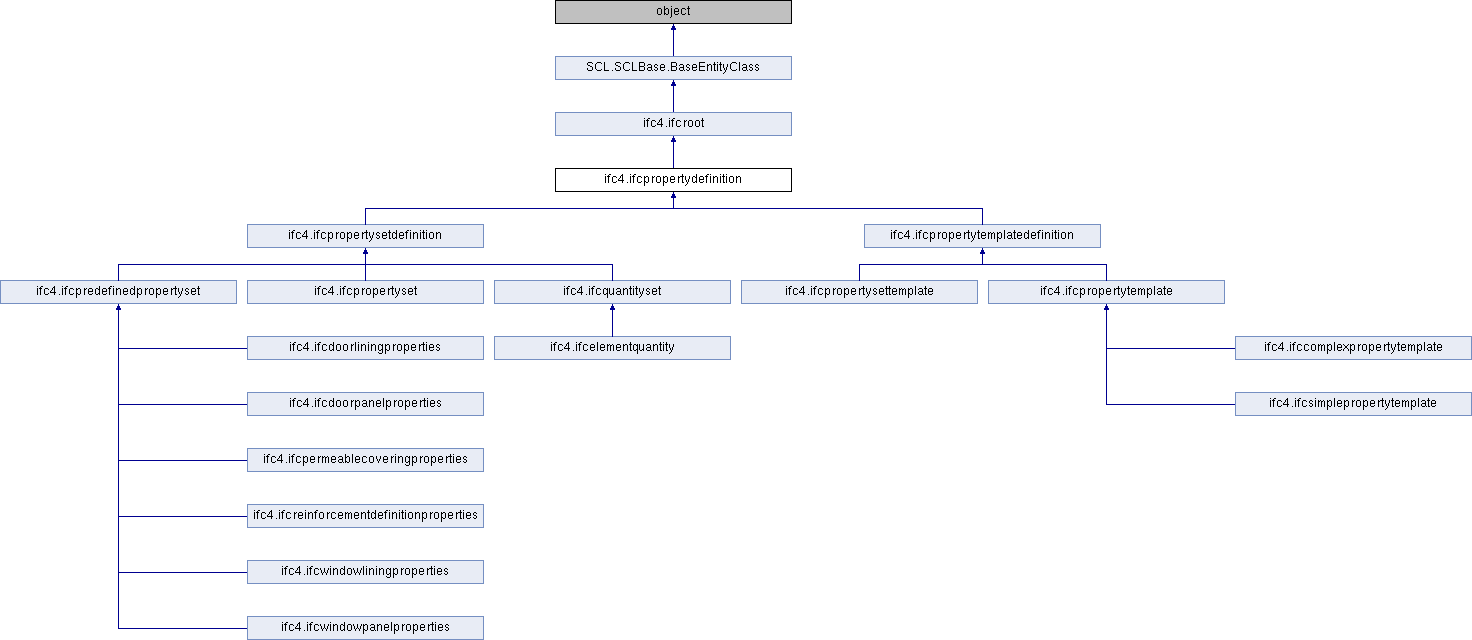 object
SCL.SCLBase.BaseEntityClass
ifc4.ifcroot
ifc4.ifcpropertydefinition
ifc4.ifcpropertysetdefinition
ifc4.ifcpropertytemplatedefinition
ifc4.ifcpredefinedpropertyset
ifc4.ifcpropertyset
ifc4.ifcquantityset
ifc4.ifcpropertysettemplate
ifc4.ifcpropertytemplate
ifc4.ifcdoorliningproperties
ifc4.ifcelementquantity
ifc4.ifccomplexpropertytemplate
ifc4.ifcdoorpanelproperties
ifc4.ifcsimplepropertytemplate
ifc4.ifcpermeablecoveringproperties
ifc4.ifcreinforcementdefinitionproperties
ifc4.ifcwindowliningproperties
ifc4.ifcwindowpanelproperties